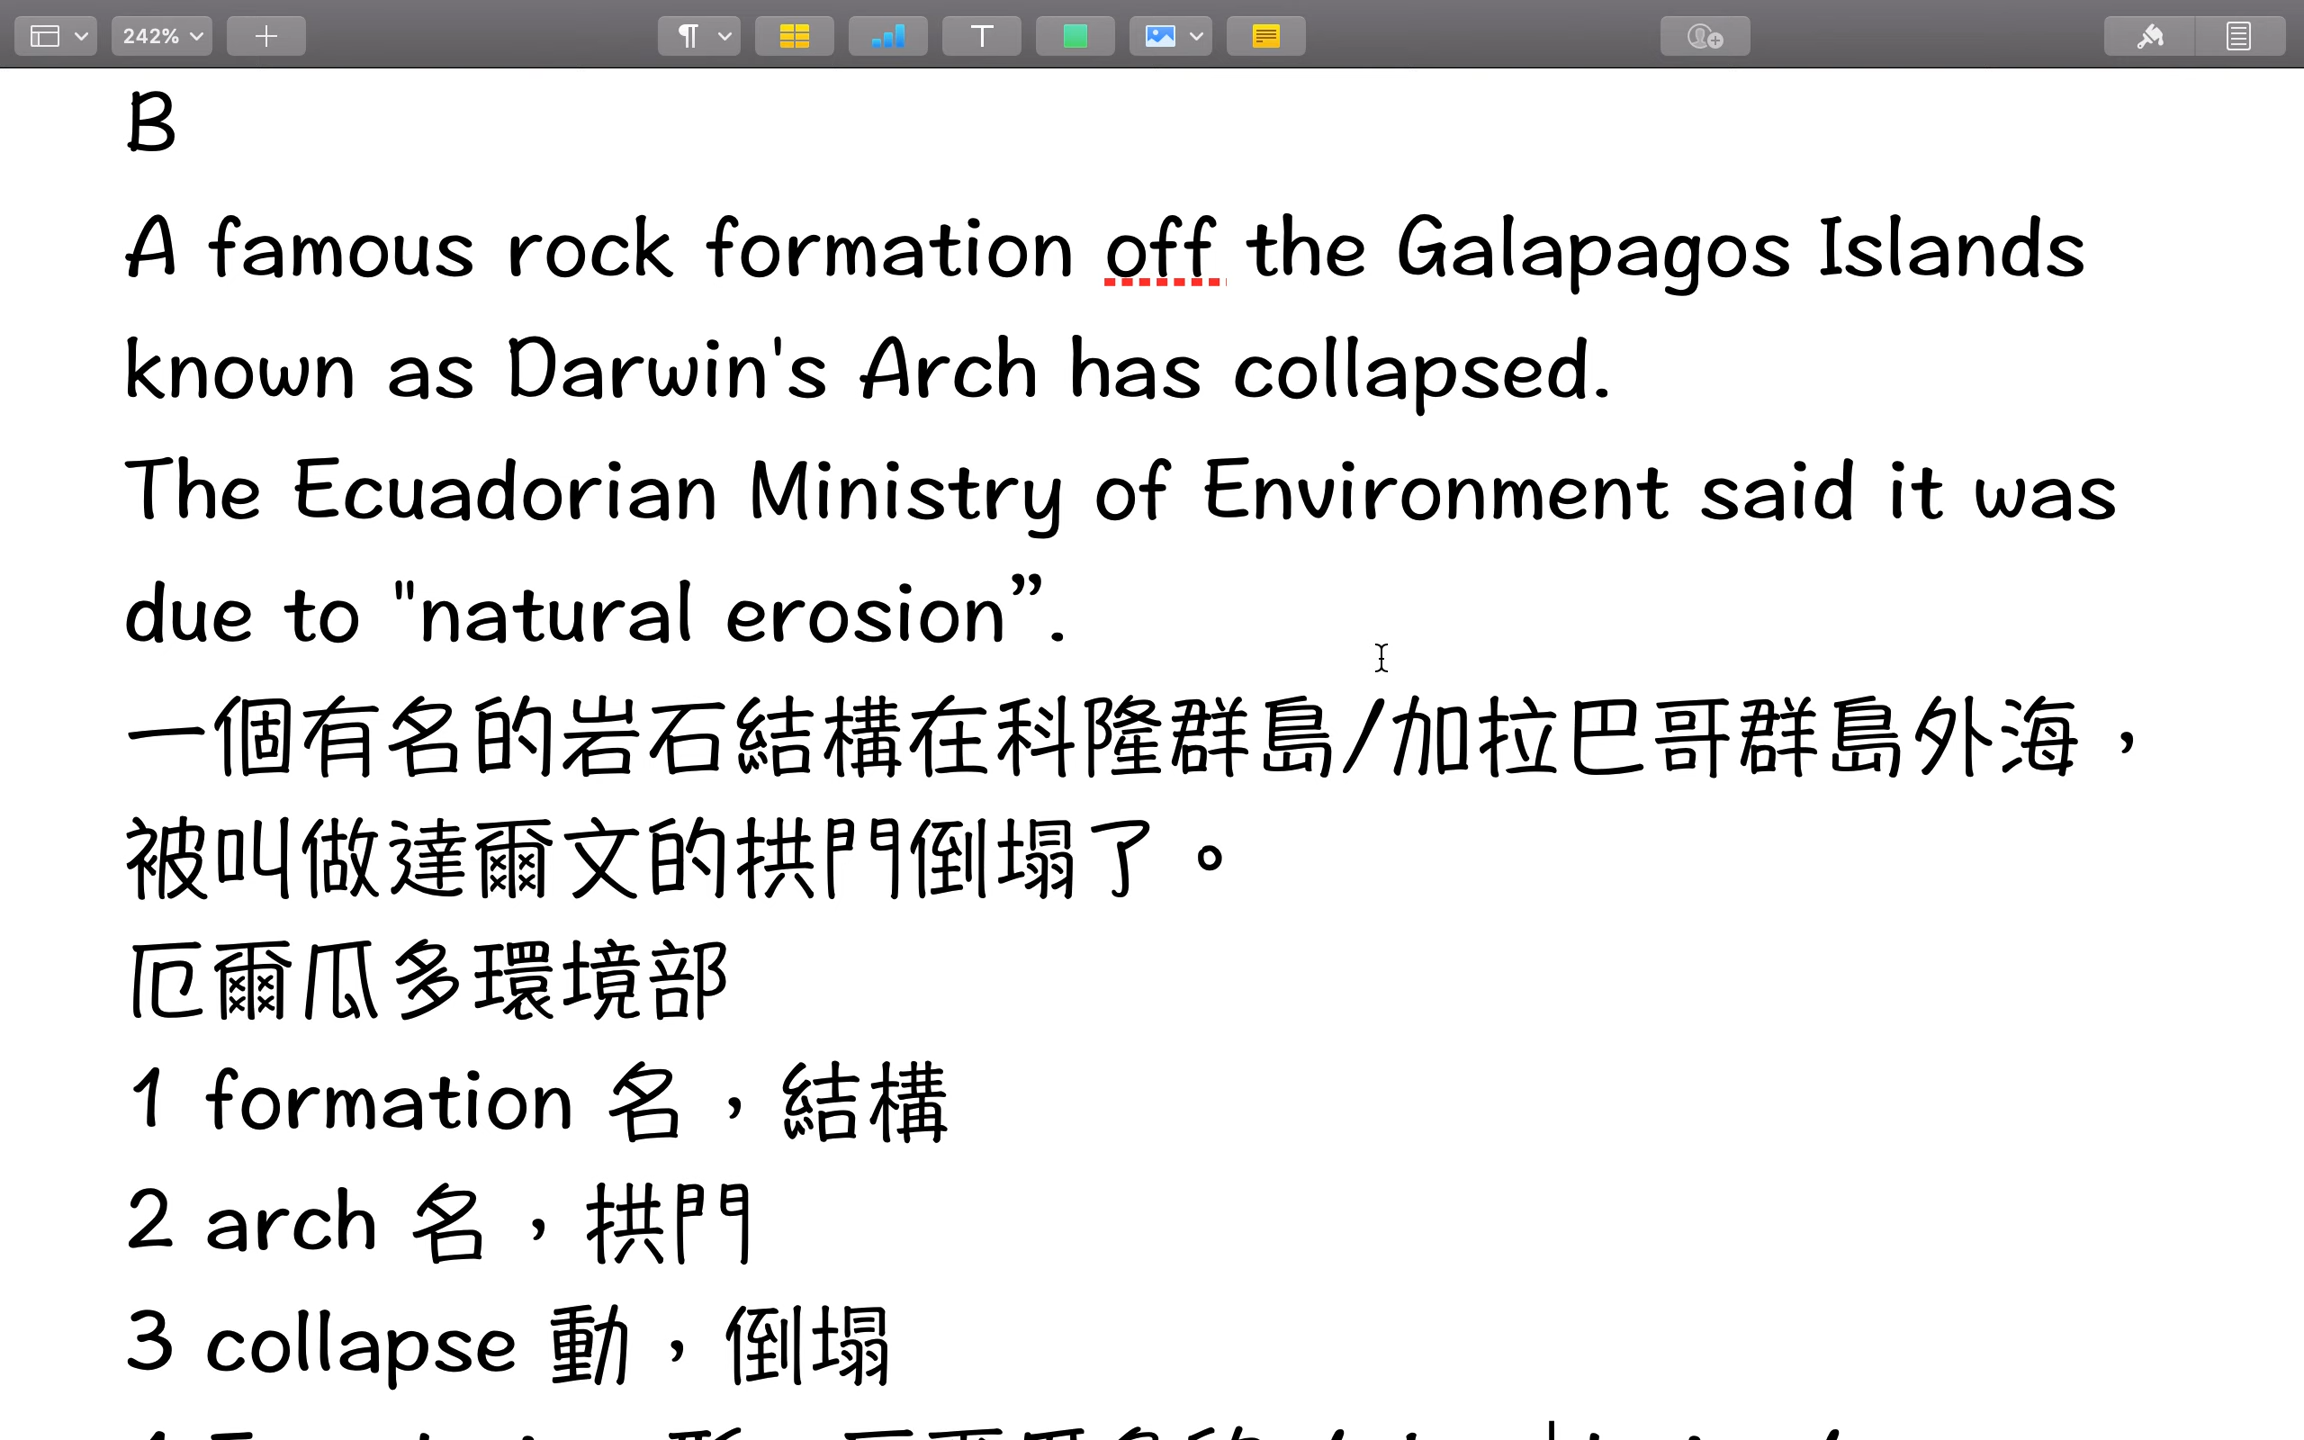 242%
B
A famous rock formation off the Galapagos Islands
known as Darwin's Arch has collapsed.
The Ecuadorian Ministry of Environment said it was
due to "natural erosion”.
一個有名的岩石結構在科隆群島/加拉巴哥群島外海，
被叫做達爾文的拱門倒塌了。
厄爾瓜多環境部
1 formation 名，結構
2 arch 名，拱門
3 collapse 動，倒塌